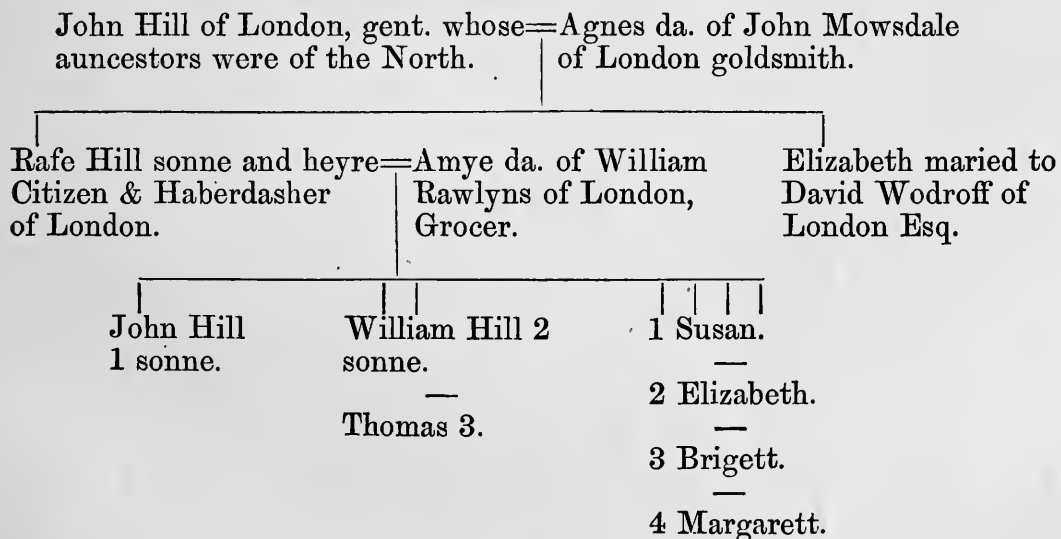 John Hill of London, gent. whose=Agnes da. of John Mowsdale
auncestors were of the North.
of London goldsmith.
Rafe Hill sonne and heyre=Amye da. of William
Citizen & Haberdasher
of London.
Rawlyns of London,
Grocer.
Elizabeth maried to
David Wodroff of
London Esq.
John Hill
1 sonne.
William Hill 2
sonne.
—
Thomas 3.
1 Susan.
—
2 Elizabeth.
—
3 Brigett.
—
4 Margarett.